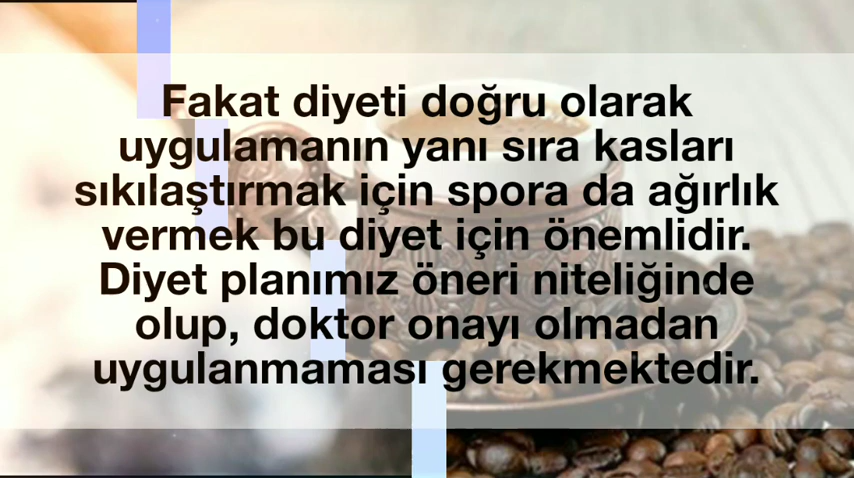 Fakat diyeti doğru olarak
uygulamanın yanı sıra kasları
sıkılaştırmak için spora da ağırlık
vermek bu diyet için önemlidir.
Diyet planımız öneri niteliğinde
olup, doktor onayı olmadan
uygulanmaması gerekmektedir.